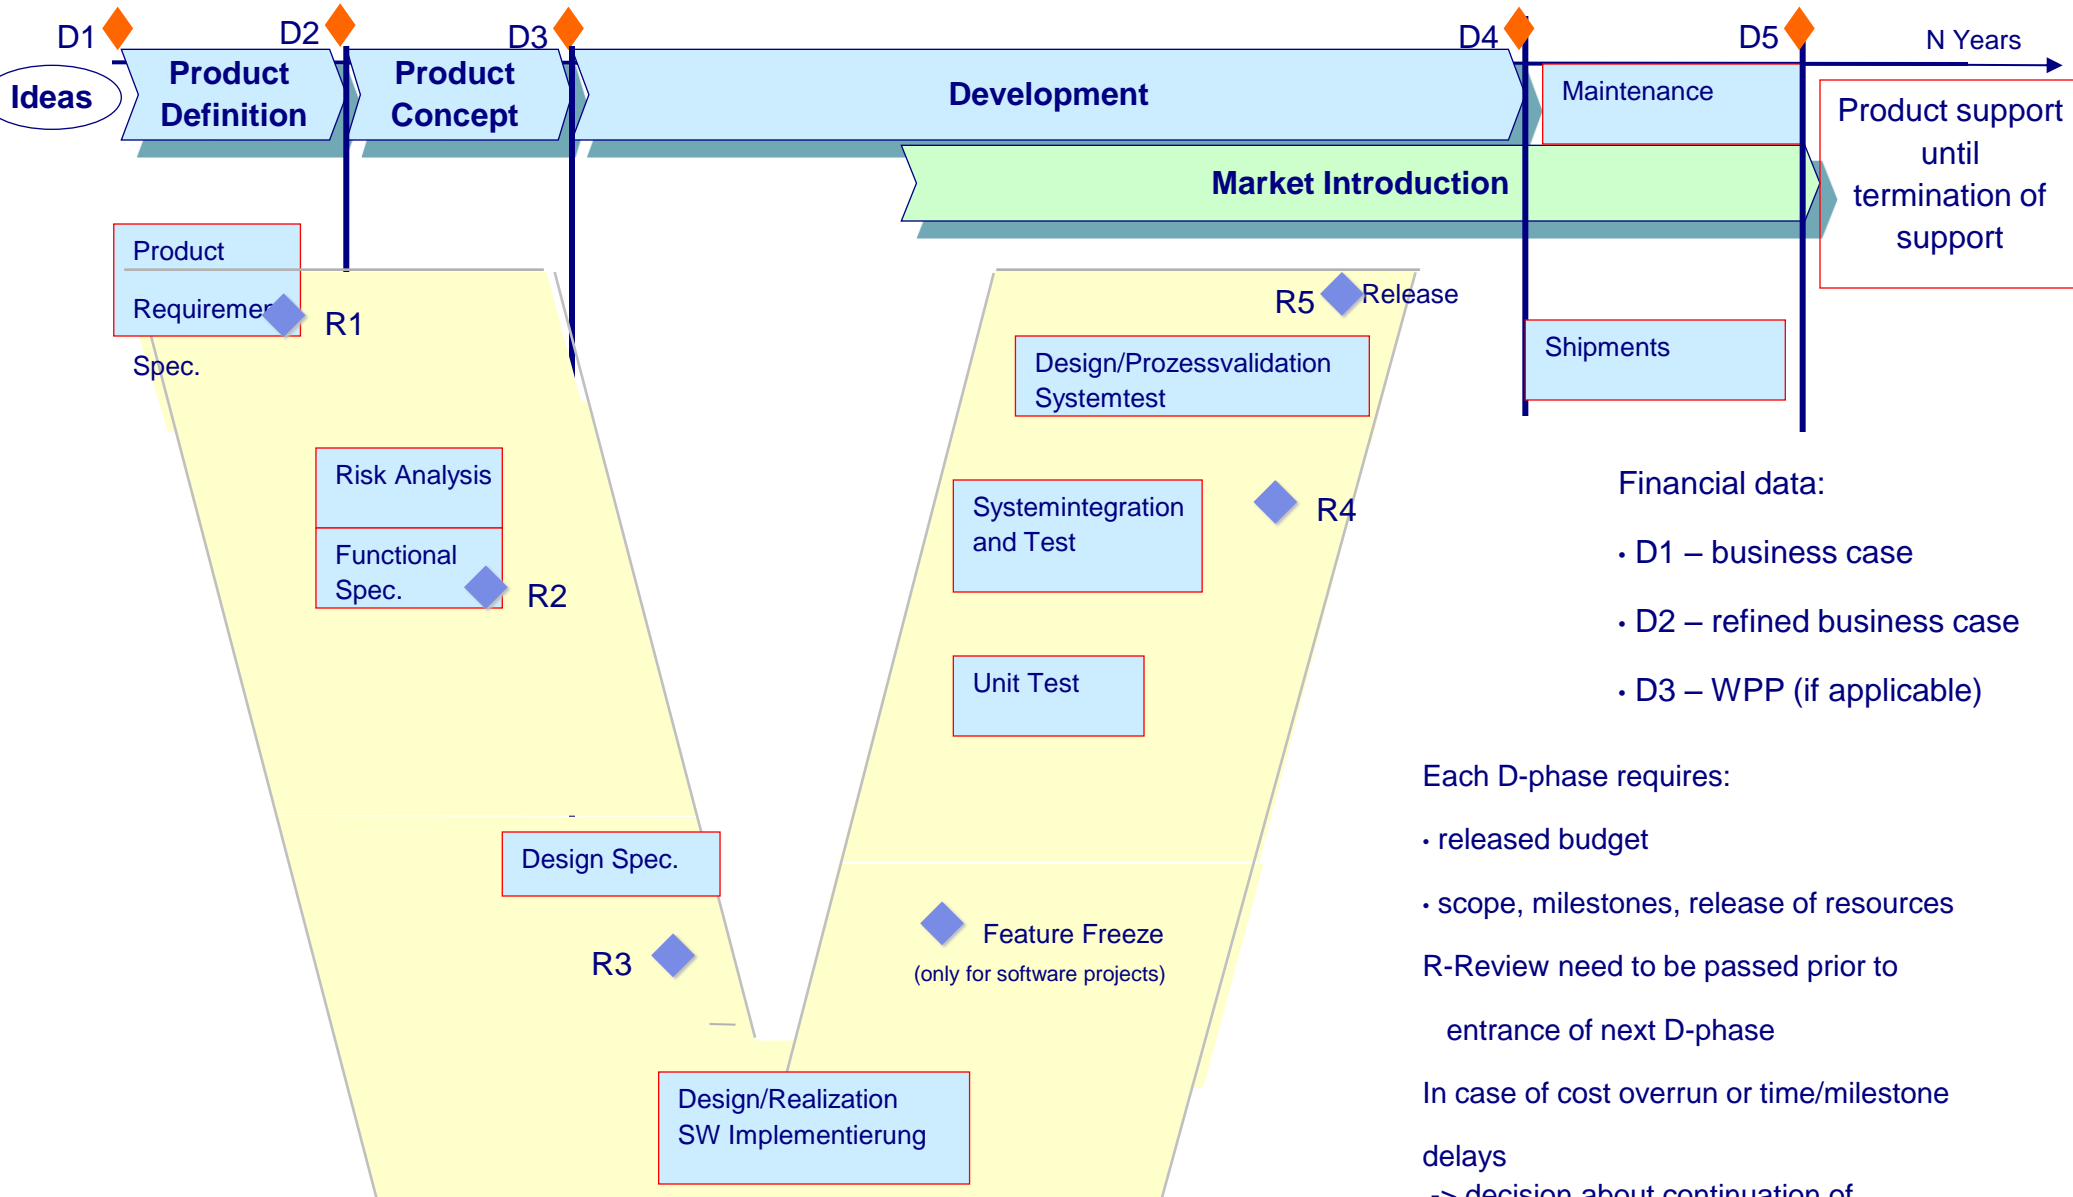 D1
D2
D3
D4
D5
N Years
Ideas
Product
Definition
Product
Concept
Development
Maintenance
Product support
until
termination of
support
Market Introduction
Product
Spec.
R1
R5
Release
Design/Prozessvalidation
Systemtest
Shipments
Risk Analysis
Functional
Spec.
R2
Systemintegration
and Test
R4
Unit Test
Financial data:
• D1 – business case
• D2 – refined business case
• D3 – WPP (if applicable)
Design Spec.
R3
Feature Freeze
(only for software projects)
Design/Realization
SW Implementierung
Each D-phase requires:
• released budget
• scope, milestones, release of resources
R-Review need to be passed prior to
entrance of next D-phase
In case of cost overrun or time/milestone
delays
-> decision about continuation of